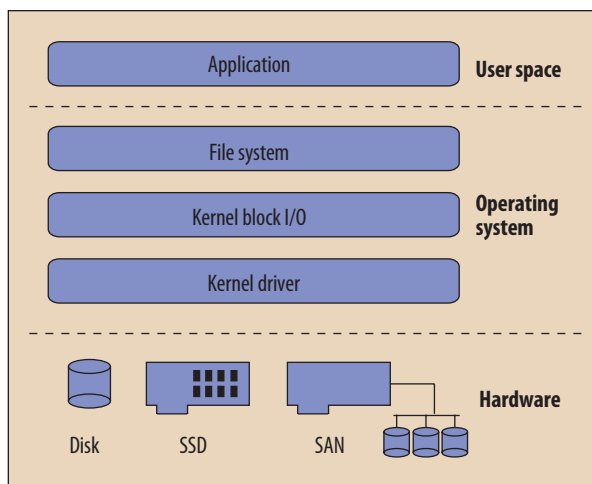 Application
User space
File system
Kernel block I/O
Operating
system
Kernel driver
Hardware
Disk
SSD
SAN